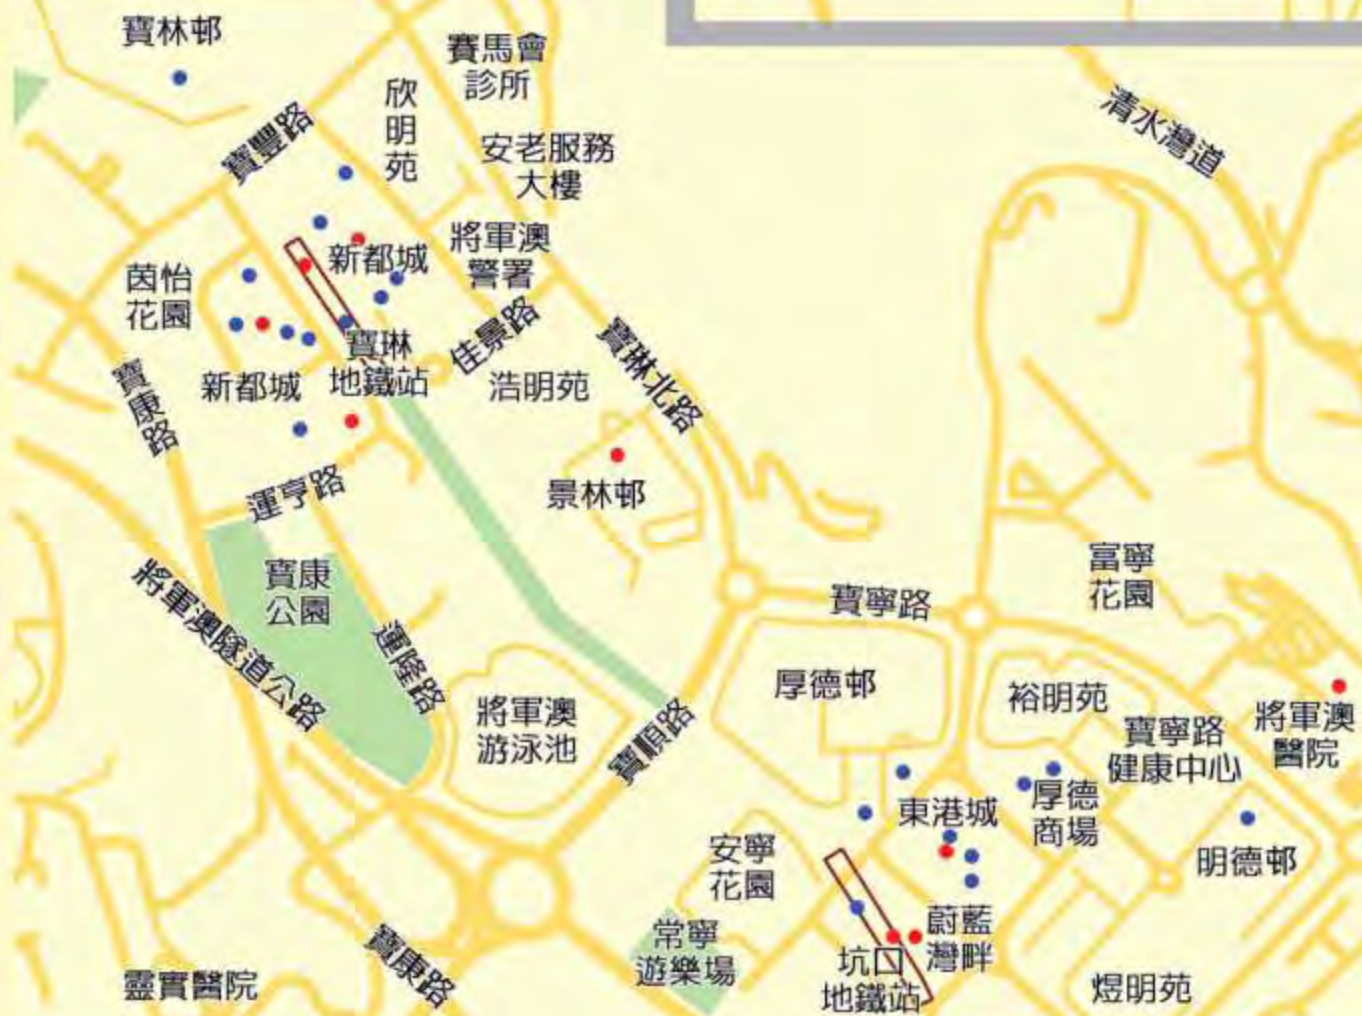 寶林邨
賽馬會
診所
欣
明
苑
清水灣道
寶豐路
安老服務
大樓
將軍澳
警署
新都城
茵怡
花園
寶琳
地鐵站
佳景路
寶琳北路
寶康路
新都城
浩明苑
運亨路
景林邨
寶康
公園
將軍澳隧道公路
運隆路
富寧
花園
寶寧路
厚德邨
裕明苑
將軍澳
游泳池
寶順路
寶寧路
健康中心
將軍澳
醫院
東港城
厚德
商場
安寧
花園
明德邨
蔚藍
灣畔
常寧
遊樂場
坑口
地鐵站
寶康路
靈實醫院
煜明苑